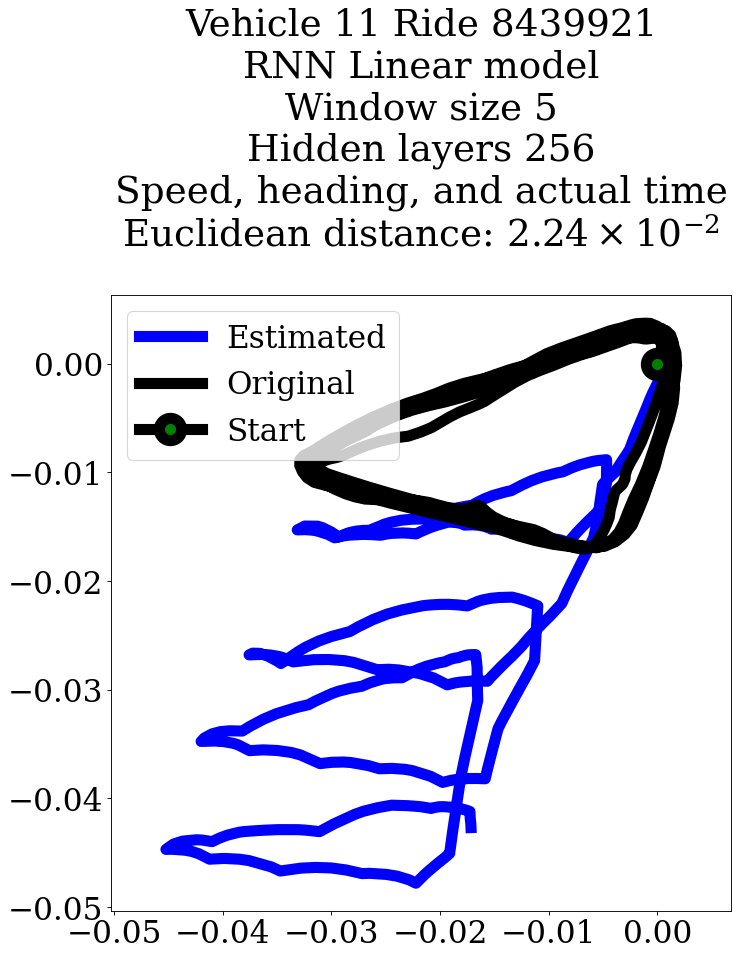 Vehicle 11 Ride 8439921
RNN Linear model
Window size 5
Hidden layers 256
Speed, heading, and actual time
Euclidean distance: 2.24 × 10⁻²
Estimated
Original
Start
0.00
−0.01
−0.02
−0.03
−0.04
−0.05
−0.05 −0.04 −0.03 −0.02 −0.01 0.00